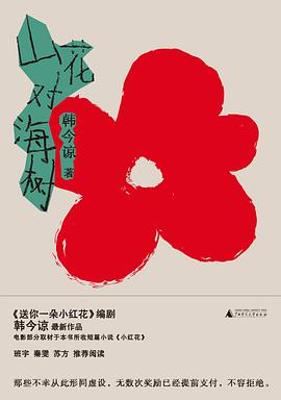 山花对海树
韩今谅 著
《送你一朵小红花》编剧
韩今谅 最新作品
电影部分取材于本书所收短篇小说《小红花》
班宇 秦雯 苏方 推荐阅读
那些不幸从此形同虚设，无数次奖励已经提前支付，不容拒绝。